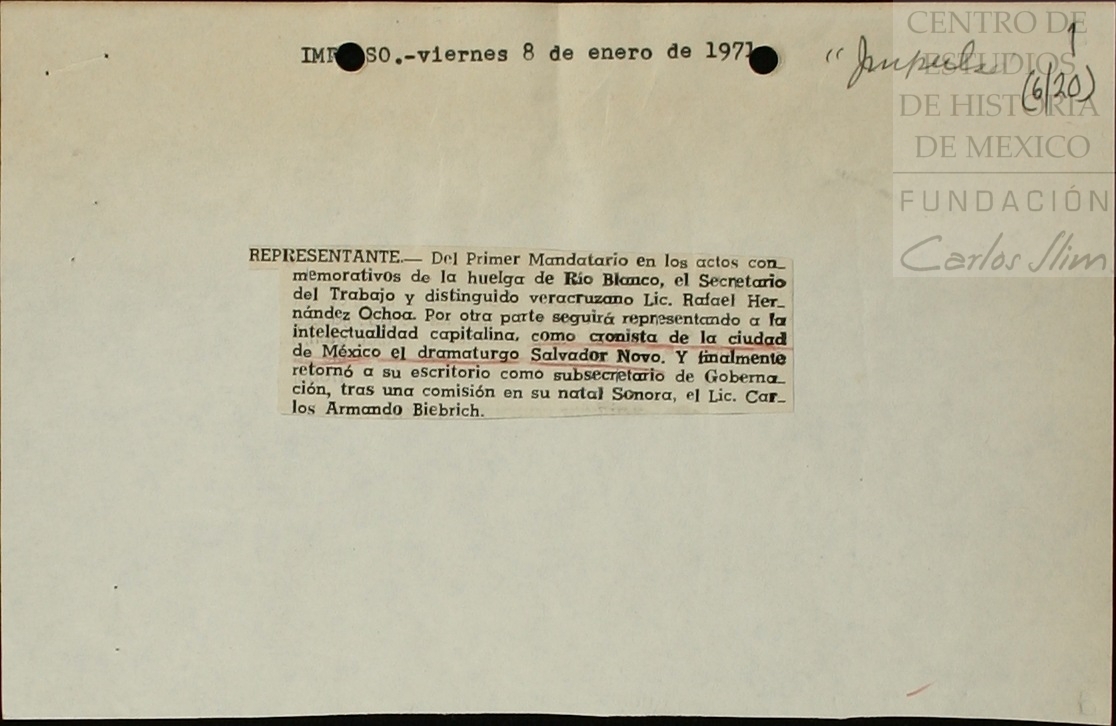 IMP SO.-viernes 8 de enero de 1971
"Impulso"
1
(6/20)
CENTRO DE
ESTUDIOS
DE HISTORIA
DE MEXICO
FUNDACIÓN
Carlos Slim
REPRESENTANTE.— Del Primer Mandatario en los actos con_
memorativos de la huelga de Río Blanco, el Secretario
del Trabajo y distinguido veracruzano Lic. Rafael Her_
nández Ochoa. Por otra parte seguirá representando a la
intelectualidad capitalina, como cronista de la ciudad
de México el dramaturgo Salvador Novo. Y finalmente
retornó a su escritorio como subsecretario de Goberna_
ción, tras una comisión en su natal Sonora, el Lic. Car_
los Armando Biebrich.